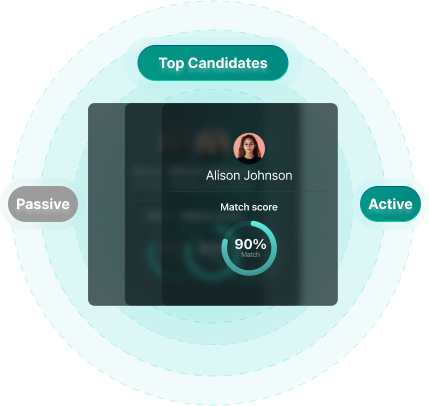 Top Candidates
Alison Johnson
Passive
Match score
Active
90%
Match